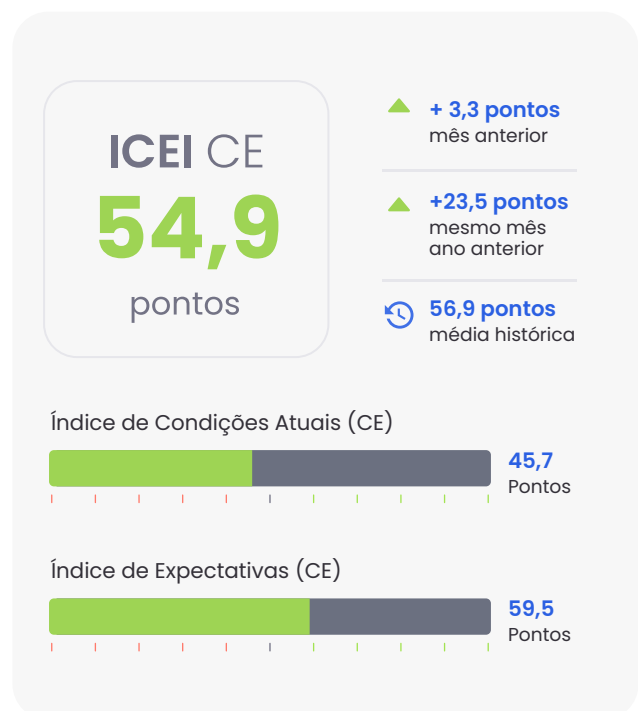 ICEI CE
54,9
pontos
+ 3,3 pontos
mês anterior
+23,5 pontos
mesmo mês
ano anterior
56,9 pontos
média histórica
Índice de Condições Atuais (CE)
45,7
Pontos
Índice de Expectativas (CE)
59,5
Pontos